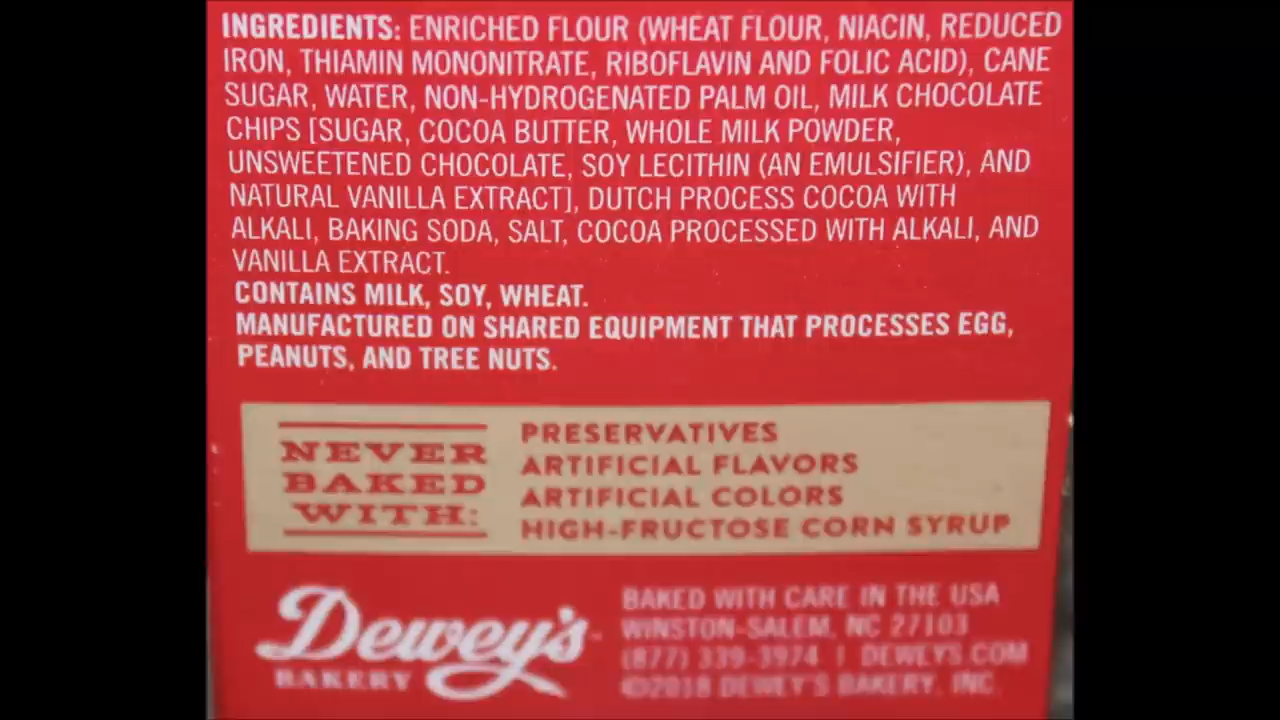 INGREDIENTS: ENRICHED FLOUR (WHEAT FLOUR, NIACIN, REDUCED
IRON, THIAMIN MONONITRATE, RIBOFLAVIN AND FOLIC ACID), CANE
SUGAR, WATER, NON-HYDROGENATED PALM OIL, MILK CHOCOLATE
CHIPS [SUGAR, COCOA BUTTER, WHOLE MILK POWDER,
UNSWEETENED CHOCOLATE, SOY LECITHIN (AN EMULSIFIER), AND
NATURAL VANILLA EXTRACT], DUTCH PROCESS COCOA WITH
ALKALI, BAKING SODA, SALT, COCOA PROCESSED WITH ALKALI, AND
VANILLA EXTRACT.
CONTAINS MILK, SOY, WHEAT.
MANUFACTURED ON SHARED EQUIPMENT THAT PROCESSES EGG,
PEANUTS, AND TREE NUTS.
NEVER
BAKED
WITH:
PRESERVATIVES
ARTIFICIAL FLAVORS
ARTIFICIAL COLORS
HIGH-FRUCTOSE CORN SYRUP
Dewey's
BAKERY
BAKED WITH CARE IN THE USA
WINSTON-SALEM, NC 27103
(877) 339-3974 | DEWEYS.COM
©2018 DEWEY'S BAKERY, INC.